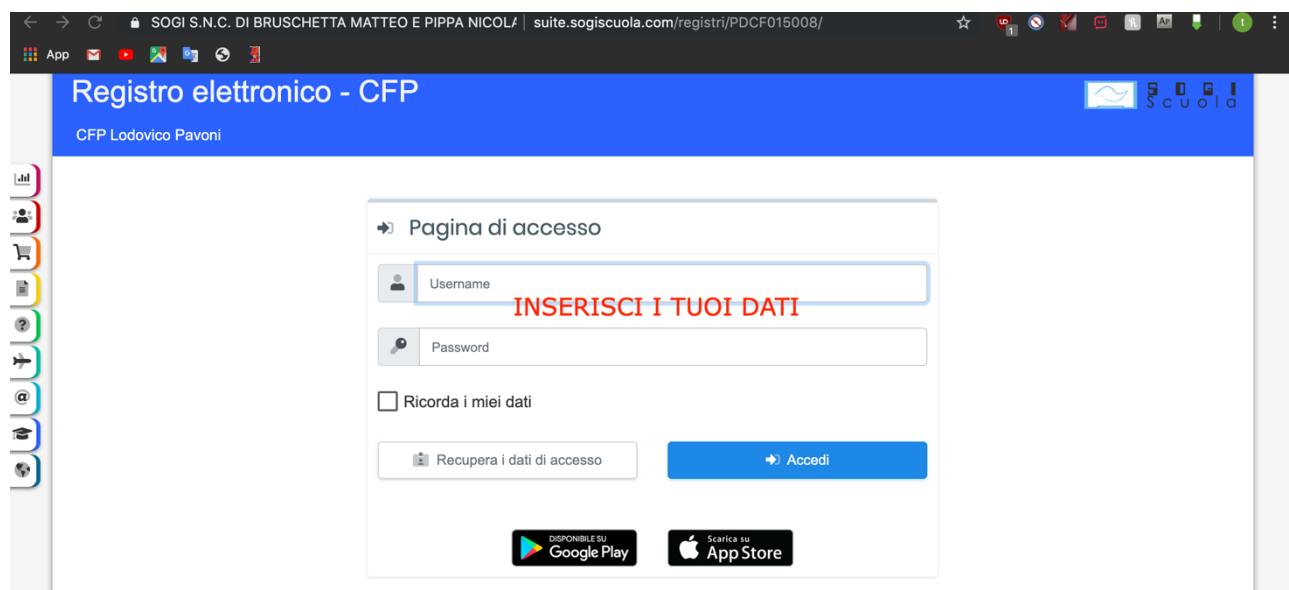 SOGI S.N.C. DI BRUSCHETTA MATTEO E PIPPA NICOLA suite.sogiscuola.com/registri/PDCF015008/
App
Registro elettronico - CFP
SOGI
Scuola
CFP Lodovico Pavoni
Pagina di accesso
Username
INSERISCI I TUOI DATI
Password
Ricorda i miei dati
Recupera i dati di accesso
Accedi
DISPONIBILE SU
Google Play
Scarica su
App Store